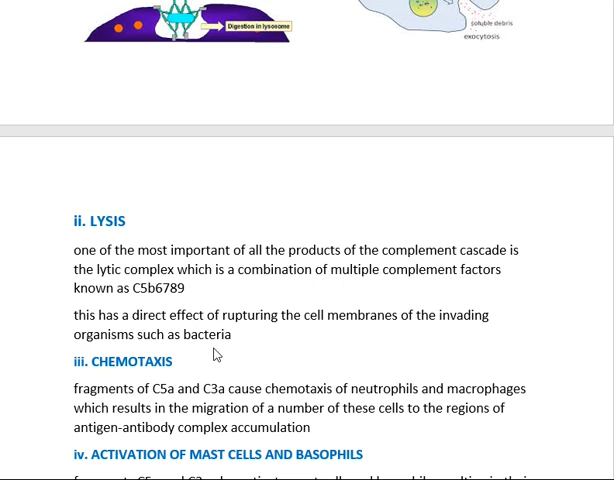 Digestion in lysosome
soluble debris
exocytosis
ii. LYSIS
one of the most important of all the products of the complement cascade is
the lytic complex which is a combination of multiple complement factors
known as C5b6789
this has a direct effect of rupturing the cell membranes of the invading
organisms such as bacteria
iii. CHEMOTAXIS
fragments of C5a and C3a cause chemotaxis of neutrophils and macrophages
which results in the migration of a number of these cells to the regions of
antigen-antibody complex accumulation
iv. ACTIVATION OF MAST CELLS AND BASOPHILS